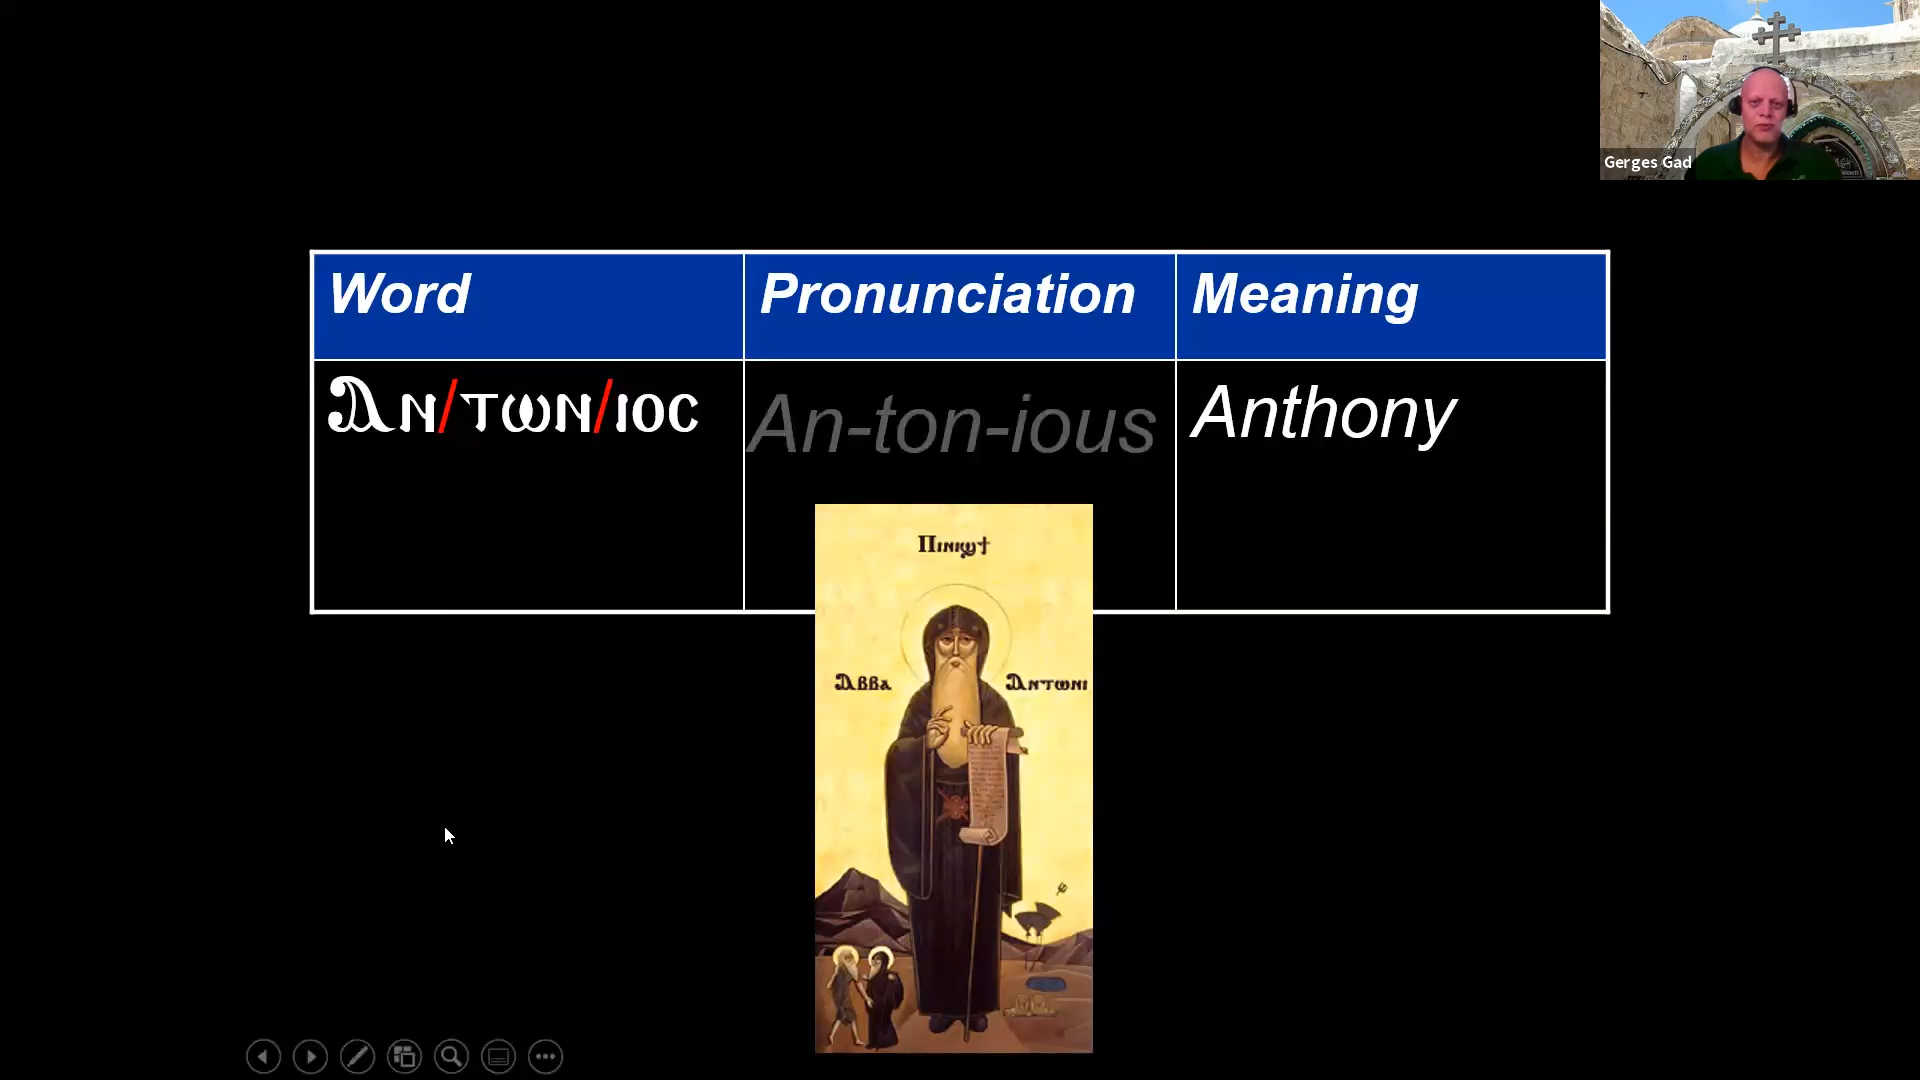 Gerges Gad
Word Pronunciation Meaning
Ⲁⲛ/ⲧⲱⲛ/ⲓⲟⲥ An-ton-ious Anthony
Ⲡⲓⲛⲓϣϯ
Ⲁⲃⲃⲁ Ⲁⲛⲧⲱⲛⲓ